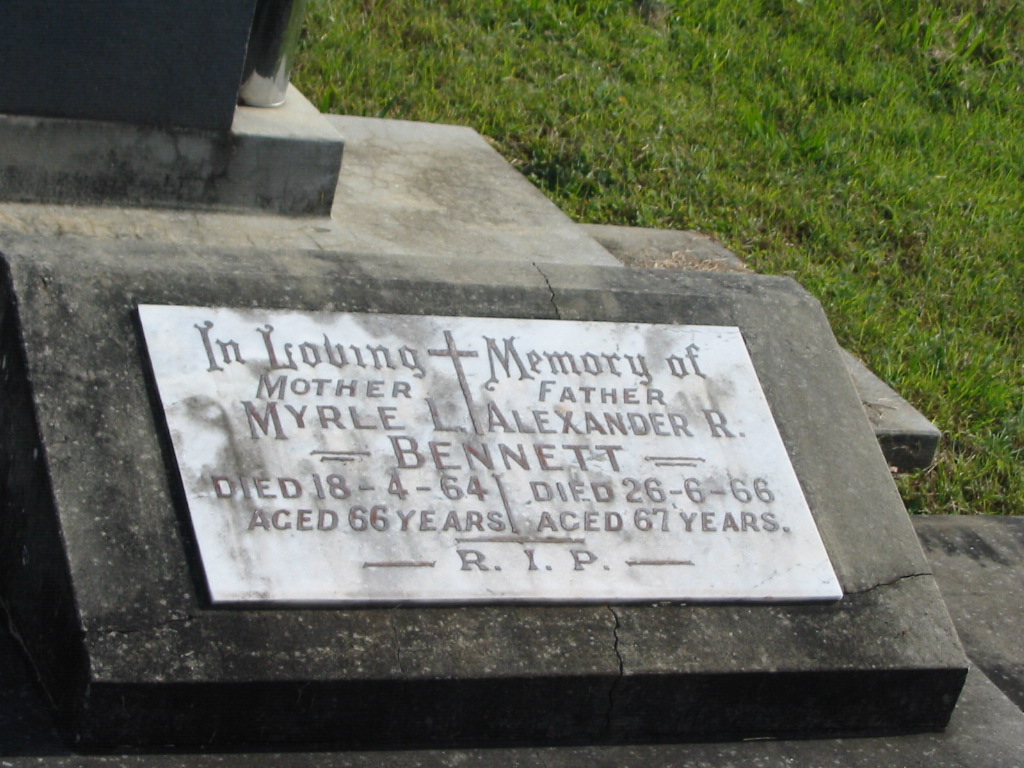 In Loving Memory of
MOTHER FATHER
MYRLE L. ALEXANDER R.
BENNETT
DIED 18-4-64 DIED 26-6-66
AGED 66 YEARS AGED 67 YEARS.
R. I. P.